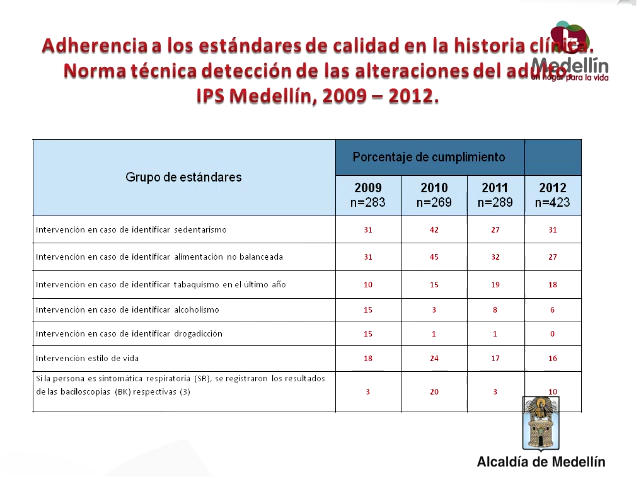 Adherencia a los estándares de calidad en la historia clínica.
Norma técnica detección de las alteraciones del adulto.
IPS Medellín, 2009 – 2012.
Medellín
un hogar para la vida
Grupo de estándares
Porcentaje de cumplimiento
2009 2010 2011 2012
n=283 n=269 n=289 n=423
Intervención en caso de identificar sedentarismo 31 42 27 31
Intervención en caso de identificar alimentación no balanceada 31 45 32 27
Intervención en caso de identificar tabaquismo en el último año 10 15 19 18
Intervención en caso de identificar alcoholismo 15 3 8 6
Intervención en caso de identificar drogadicción 15 1 1 0
Intervención estilo de vida 18 24 17 16
Si la persona es sintomática respiratoria (SR), se registraron los resultados
de las baciloscopias (BK) respectivas (3) 3 20 3 10
Alcaldía de Medellín